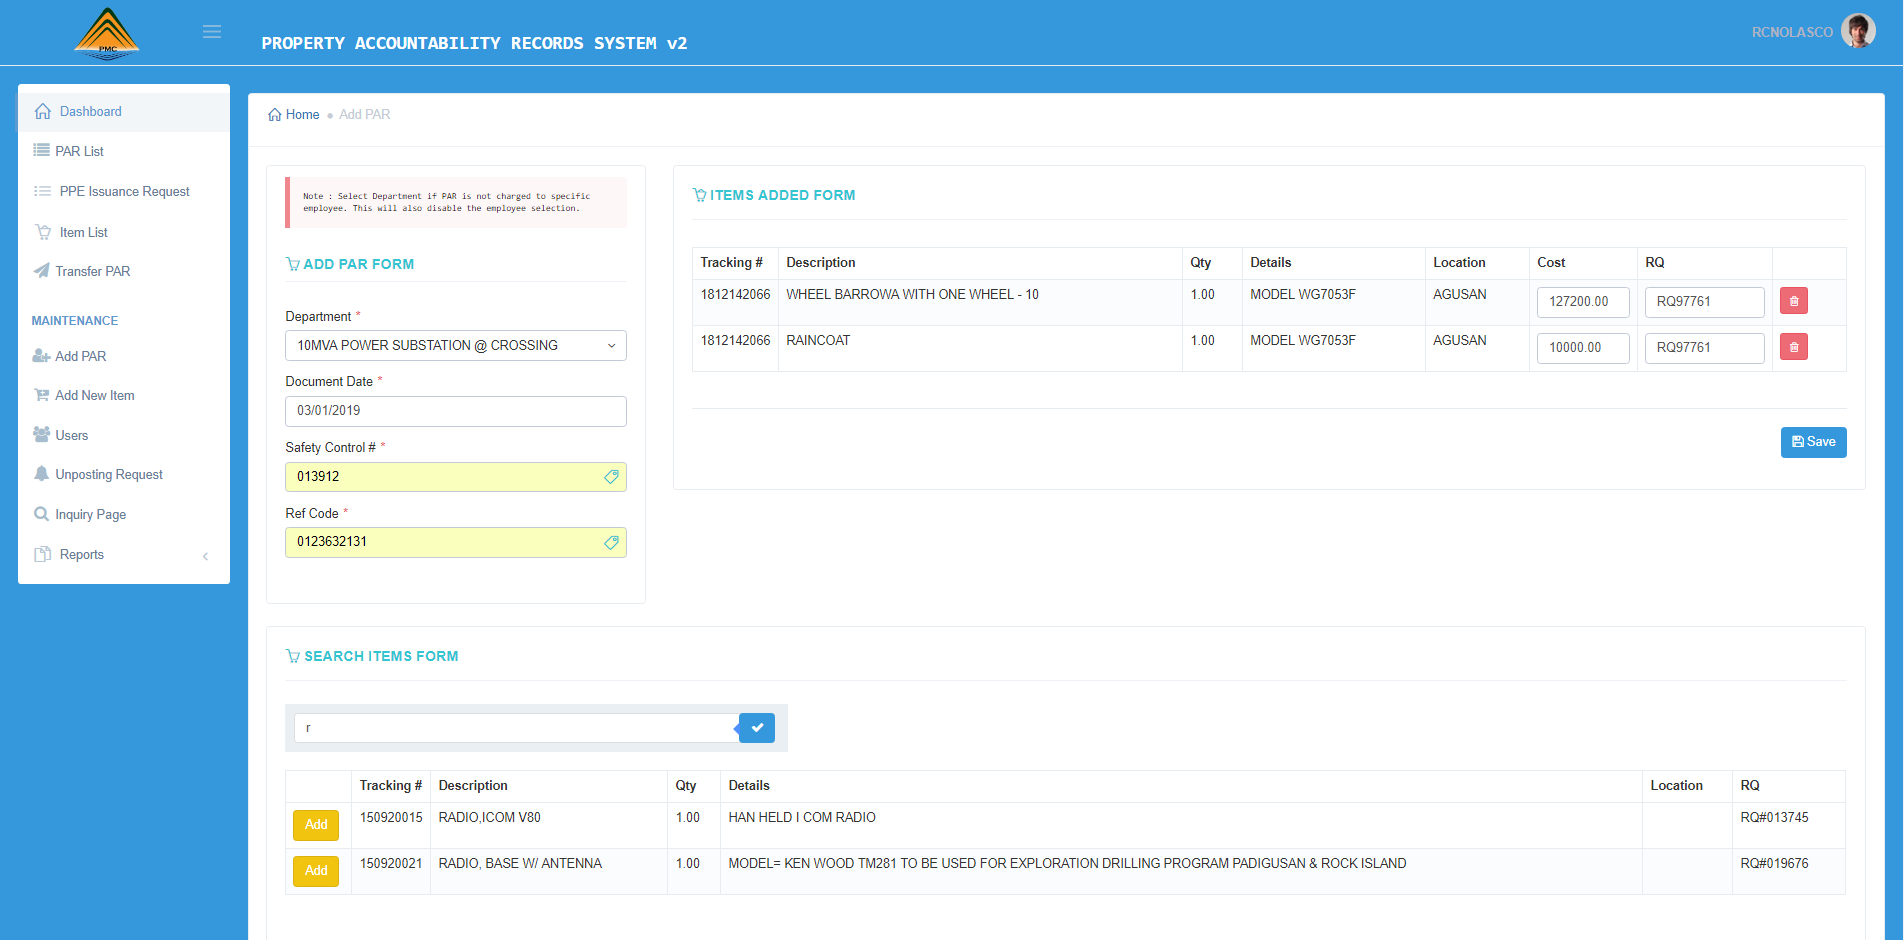 PMC
PROPERTY ACCOUNTABILITY RECORDS SYSTEM v2
RCNOLASCO
Dashboard
PAR List
PPE Issuance Request
Item List
Transfer PAR
MAINTENANCE
Add PAR
Add New Item
Users
Unposting Request
Inquiry Page
Reports
Home • Add PAR
Note : Select Department if PAR is not charged to specific
employee. This will also disable the employee selection.
ADD PAR FORM
Department *
10MVA POWER SUBSTATION @ CROSSING
Document Date *
03/01/2019
Safety Control # *
013912
Ref Code *
0123632131
ITEMS ADDED FORM
Tracking # Description Qty Details Location Cost RQ
1812142066 WHEEL BARROWA WITH ONE WHEEL - 10 1.00 MODEL WG7053F AGUSAN 127200.00 RQ97761
1812142066 RAINCOAT 1.00 MODEL WG7053F AGUSAN 10000.00 RQ97761
Save
SEARCH ITEMS FORM
r
Tracking # Description Qty Details Location RQ
Add 150920015 RADIO,ICOM V80 1.00 HAN HELD I COM RADIO RQ#013745
Add 150920021 RADIO, BASE W/ ANTENNA 1.00 MODEL= KEN WOOD TM281 TO BE USED FOR EXPLORATION DRILLING PROGRAM PADIGUSAN & ROCK ISLAND RQ#019676